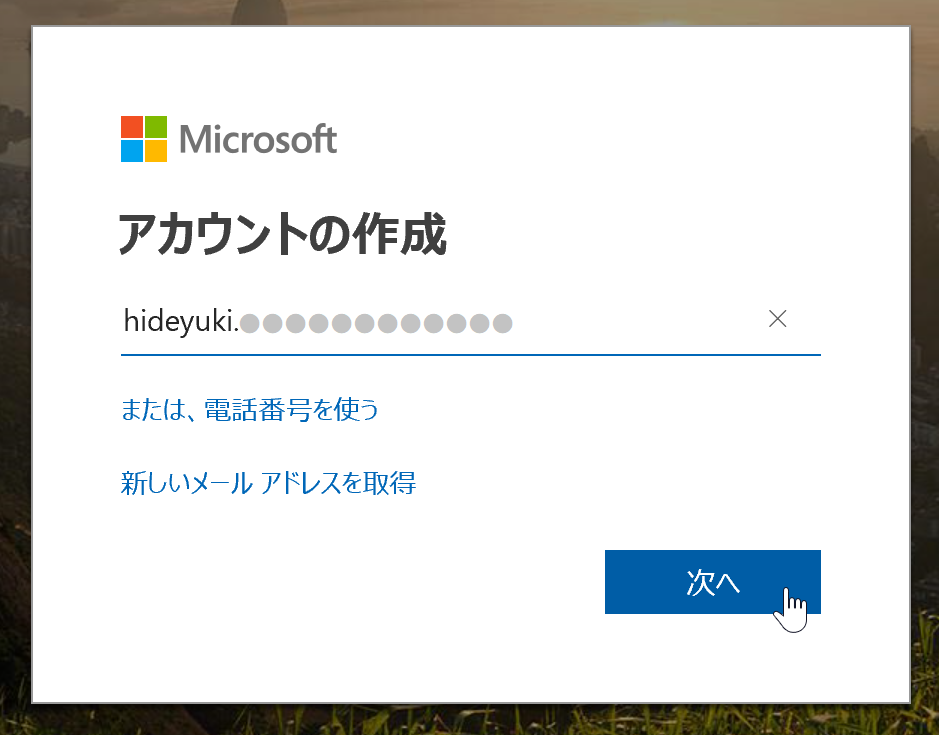 Microsoft
アカウントの作成
hideyuki.
または、電話番号を使う
新しいメール アドレスを取得
次へ